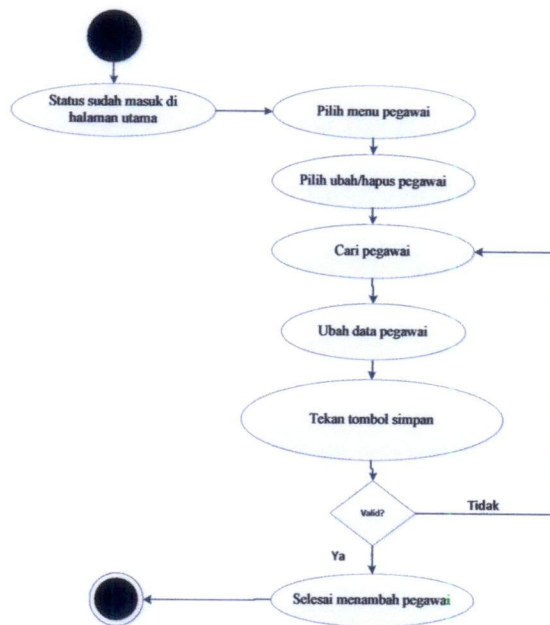 Status sudah masuk di
halaman utama
Pilih menu pegawai
Pilih ubah/hapus pegawai
Cari pegawai
Ubah data pegawai
Tekan tombol simpan
Valid?
Tidak
Ya
Selesai menambah pegawai